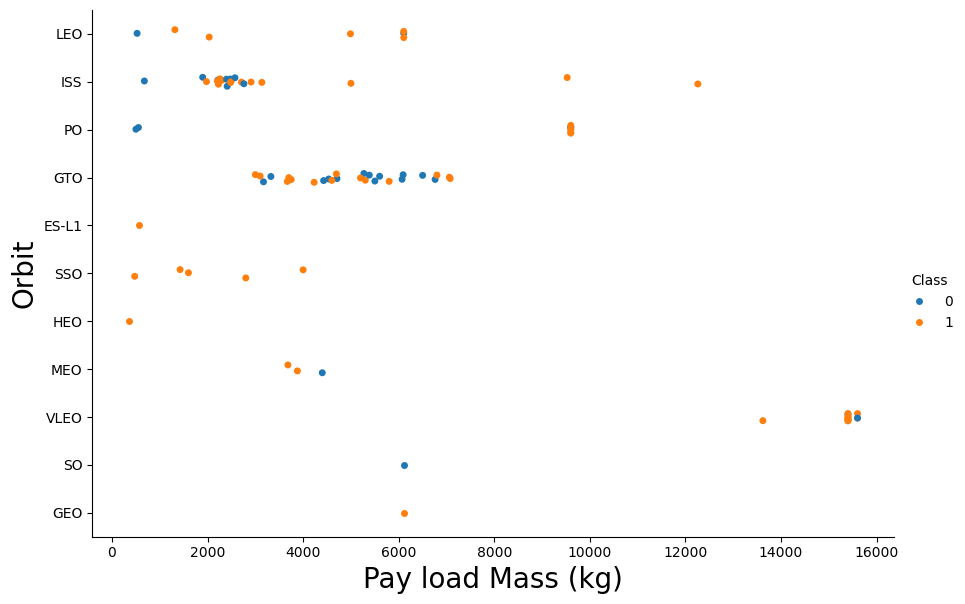 LEO
ISS
PO
GTO
ES-L1
SSO
HEO
MEO
VLEO
SO
GEO
Orbit
0 2000 4000 6000 8000 10000 12000 14000 16000
Pay load Mass (kg)
Class
0
1